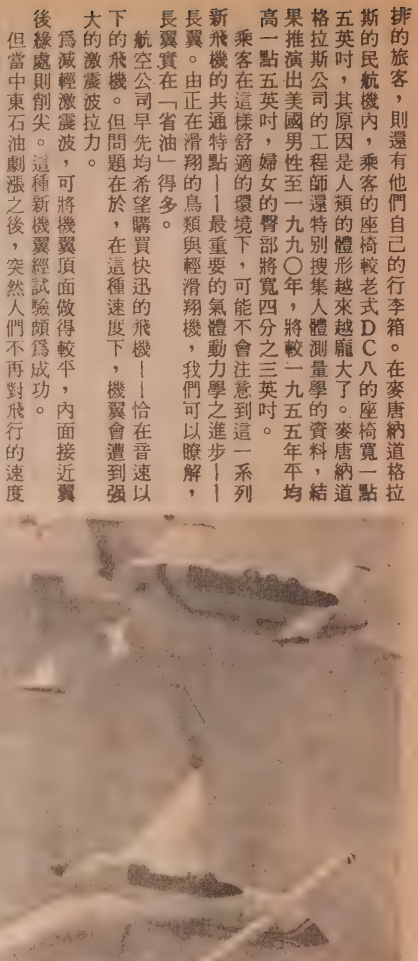 排的旅客，則還有他們自己的行李箱。在麥唐納道格拉
斯的民航機內，乘客的座椅較老式DC八的座椅寬一點
五英吋，其原因是人類的體形越來越龐大了。麥唐納道
格拉斯公司的工程師還特別搜集人體測量學的資料，結
果推演出美國男性至一九九〇年，將較一九五五年平均
高一點五英吋，婦女的臀部將寬四分之三英吋。
乘客在這樣舒適的環境下，可能不會注意到這一系列
新飛機的共通特點——最重要的氣體動力學之進步——
長翼。由正在滑翔的鳥類與輕滑翔機，我們可以瞭解，
長翼實在「省油」得多。
航空公司早先均希望購買快迅的飛機——恰在音速以
下的飛機。但問題在於，在這種速度下，機翼會遭到强
大的激震波拉力。
爲減輕激震波，可將機翼頂面做得較平，內面接近翼
後緣處則削尖。這種新機翼經試驗頗爲成功。
但當中東石油劇漲之後，突然人們不再對飛行的速度